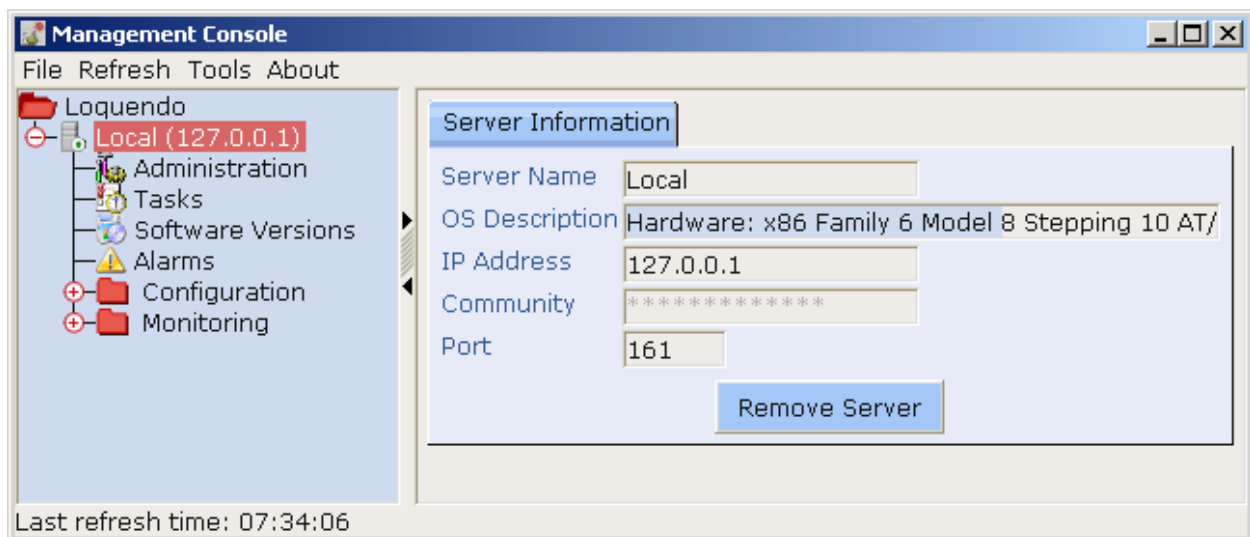 Management Console
File Refresh Tools About
Loquendo
Local (127.0.0.1)
Administration
Tasks
Software Versions
Alarms
Configuration
Monitoring
Server Information
Server Name Local
OS Description Hardware: x86 Family 6 Model 8 Stepping 10 AT/
IP Address 127.0.0.1
Community *************
Port 161
Remove Server
Last refresh time: 07:34:06